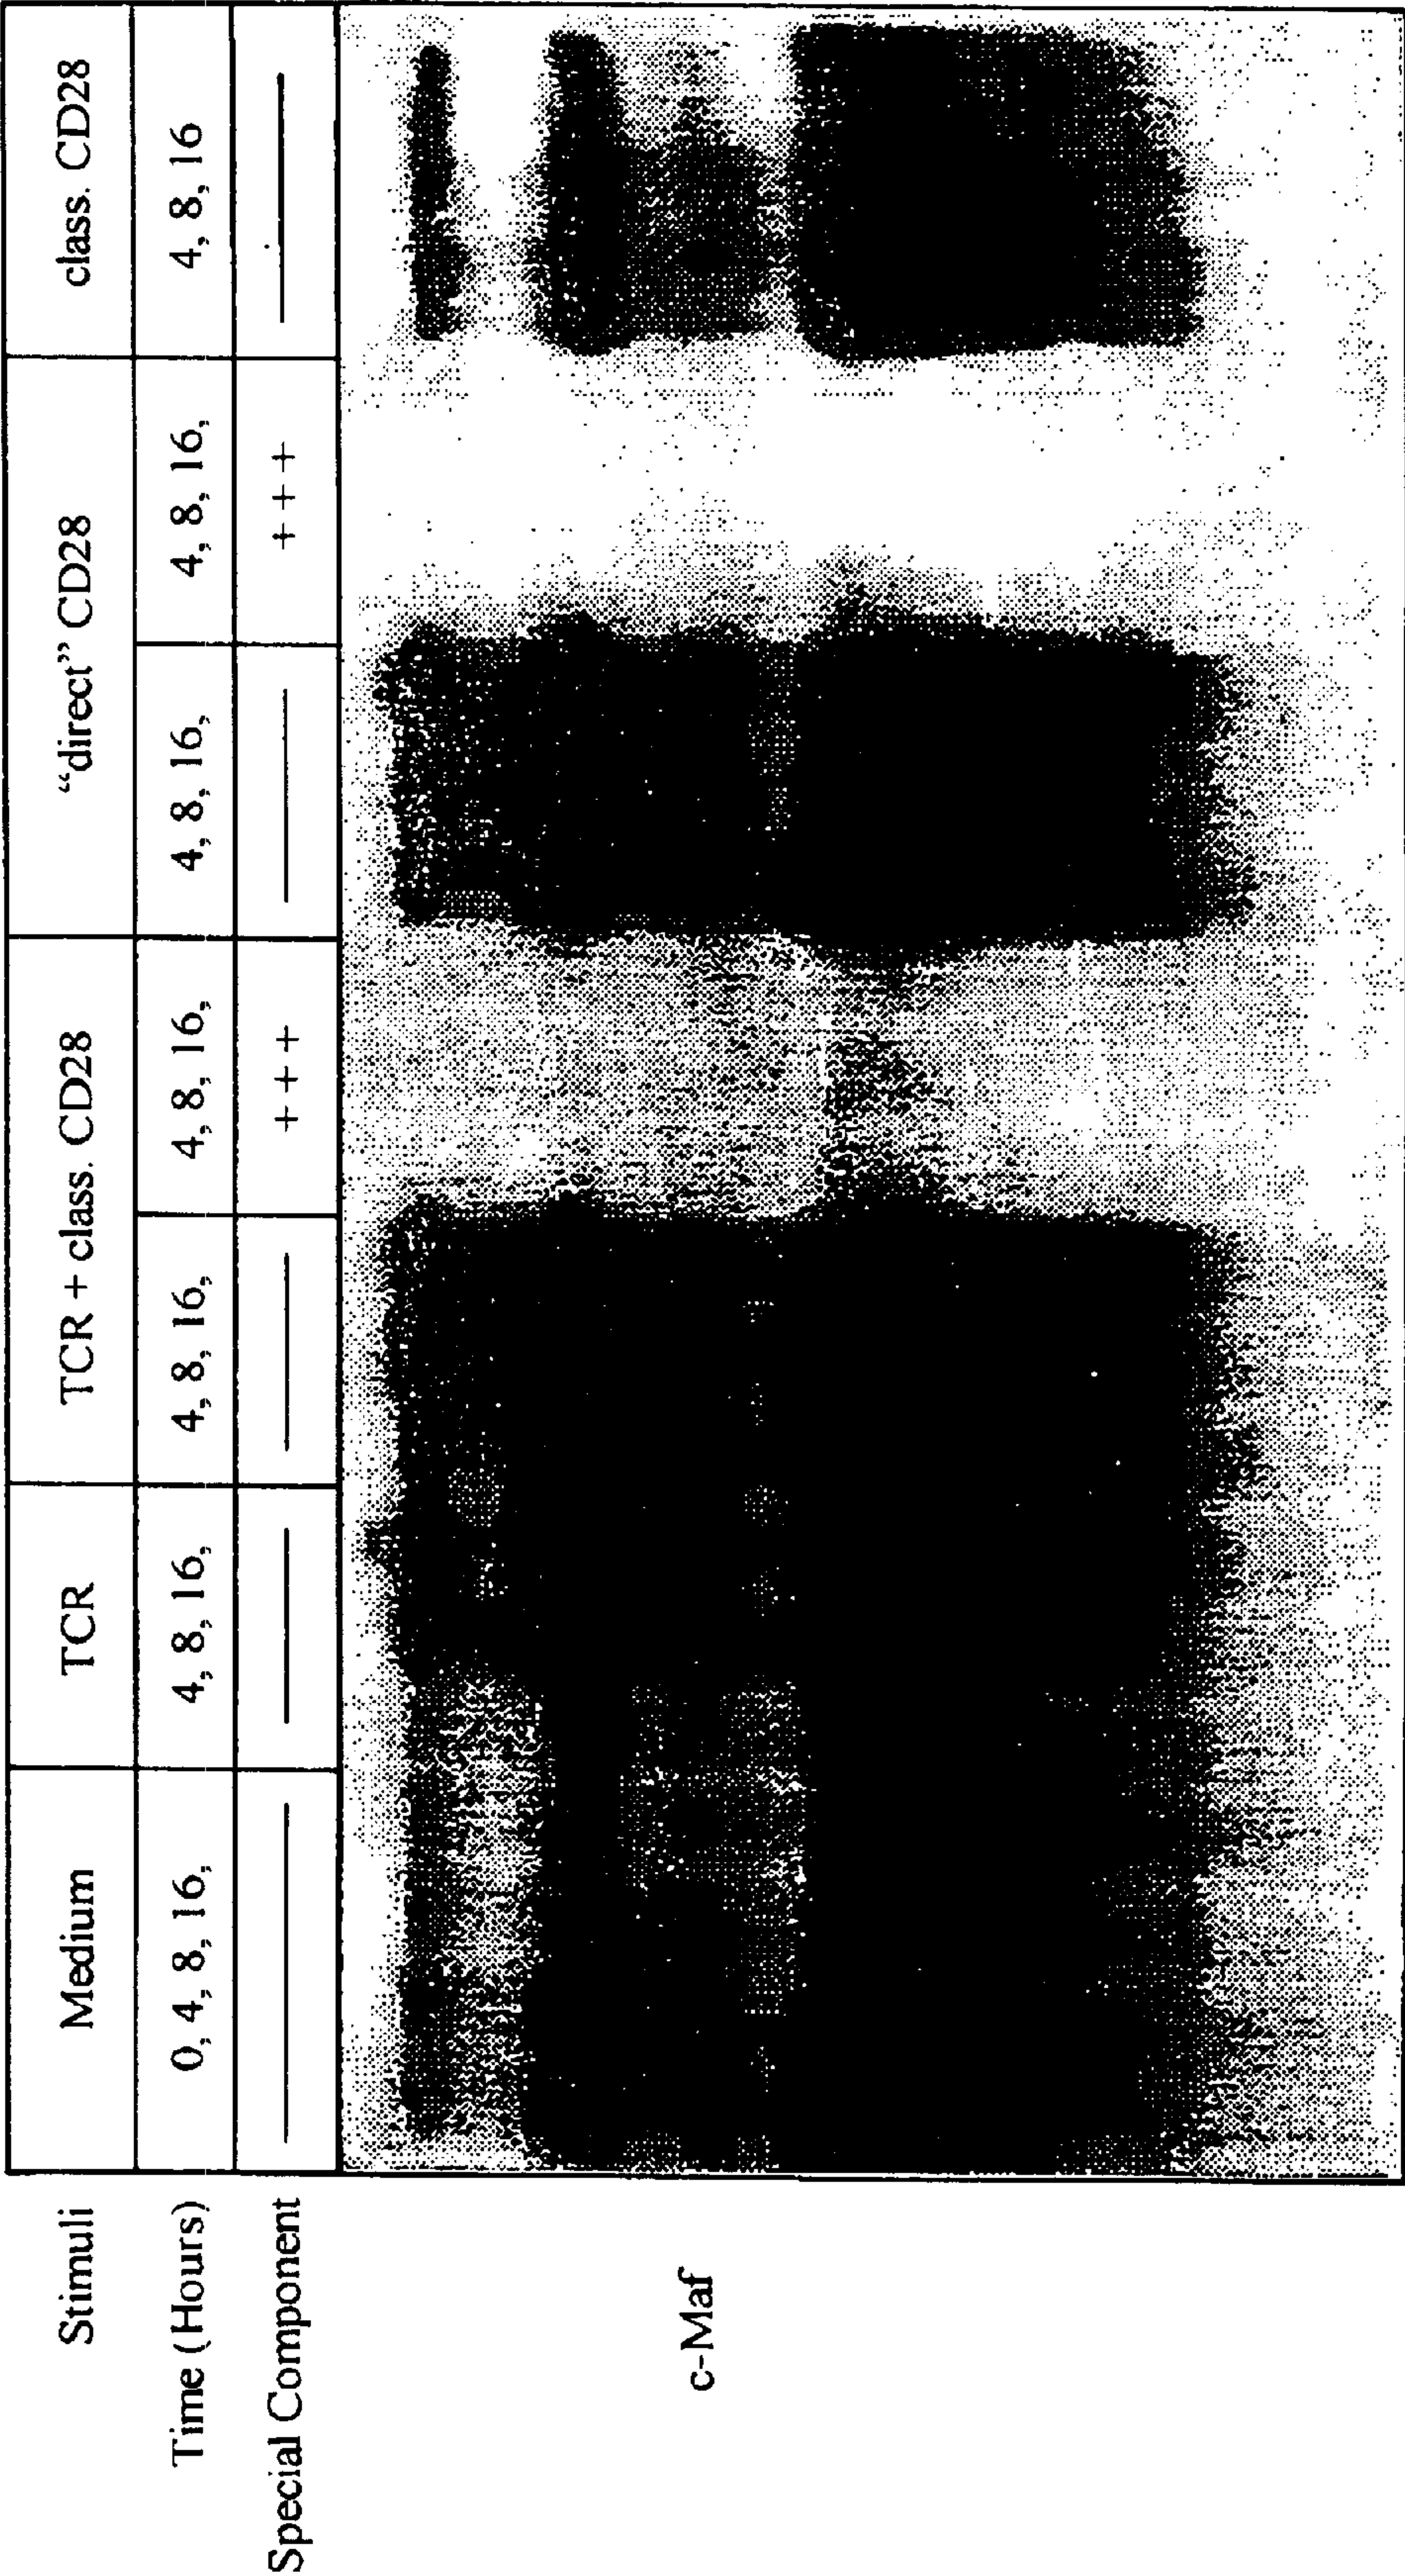 Stimuli Medium TCR TCR + class. CD28 “direct” CD28 class. CD28
Time (Hours) 0, 4, 8, 16, 4, 8, 16, 4, 8, 16, 4, 8, 16, 4, 8, 16, 4, 8, 16, 4, 8, 16
Special Component — — — + + + — + + + —
c-Maf